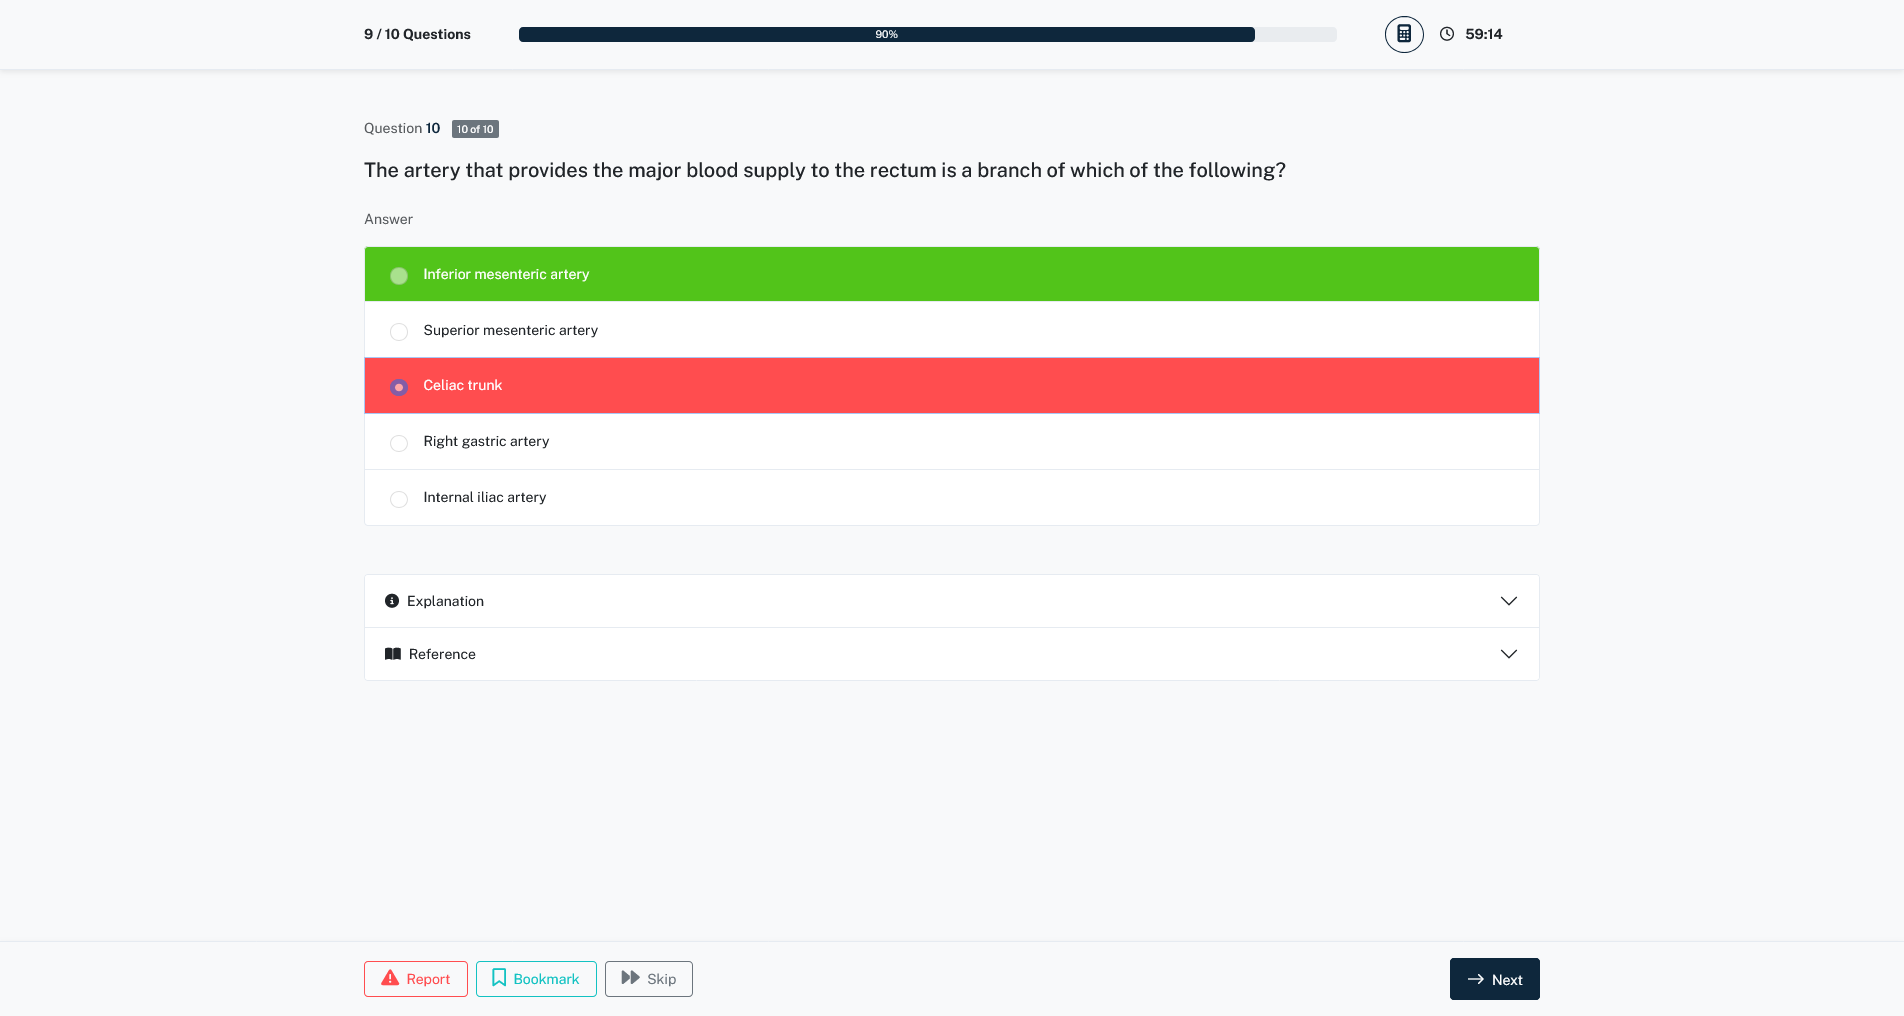 9 / 10 Questions
90%
59:14
Question 10 10 of 10
The artery that provides the major blood supply to the rectum is a branch of which of the following?
Answer
Inferior mesenteric artery
Superior mesenteric artery
Celiac trunk
Right gastric artery
Internal iliac artery
Explanation
Reference
Report
Bookmark
Skip
Next